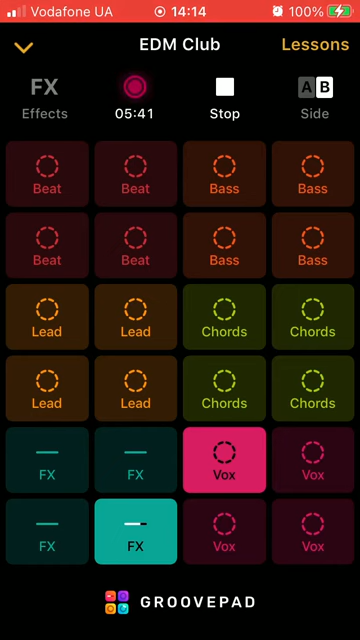 Vodafone UA 14:14 100%
EDM Club Lessons
FX 05:41 Stop A B
Effects Side
Beat Beat Bass Bass
Beat Beat Bass Bass
Lead Lead Chords Chords
Lead Lead Chords Chords
FX FX Vox Vox
FX FX Vox Vox
GROOVEPAD